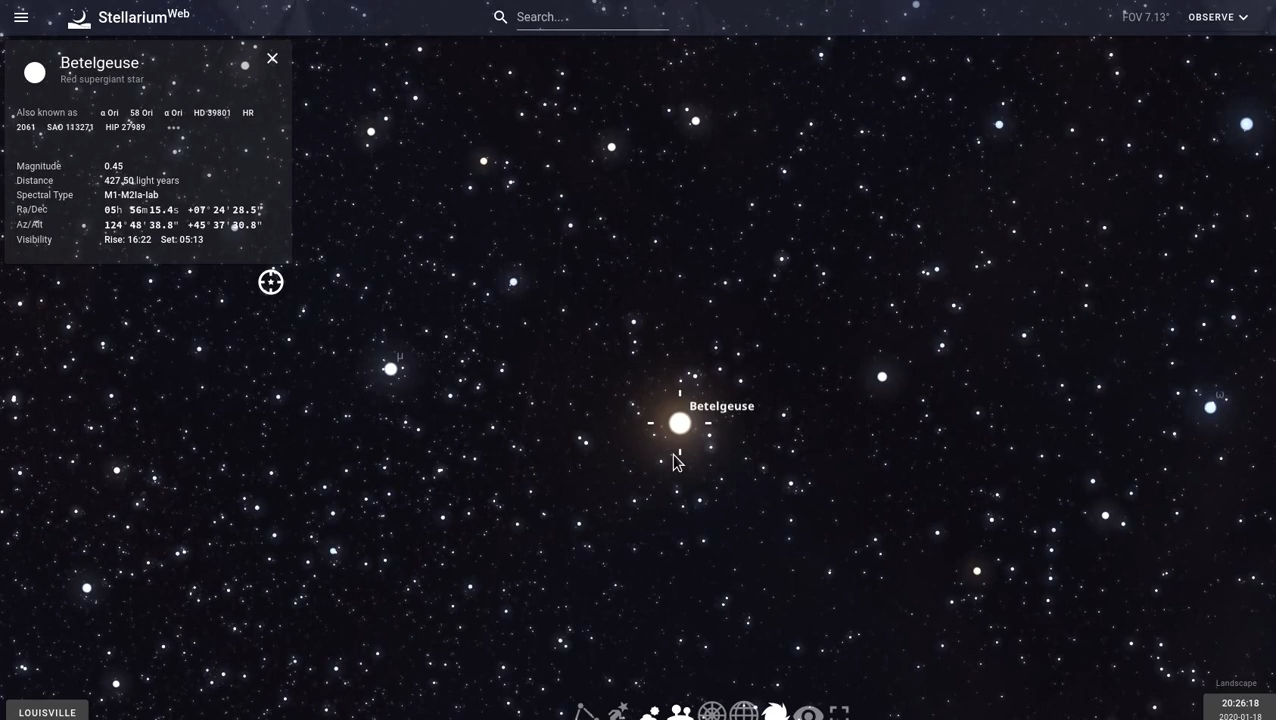 StellariumWeb
Search...
FOV 7.13°
OBSERVE
Betelgeuse
Red supergiant star
Also known as α Ori 58 Ori α Ori HD 39801 HR
2061 SAO 113271 HIP 27989
Magnitude 0.45
Distance 427.50 light years
Spectral Type M1-M2Ia-Iab
Ra/Dec 05h 56m 15.4s +07° 24' 28.5"
Az/Alt 124° 48' 38.8" +45° 37' 30.8"
Visibility Rise: 16:22 Set: 05:13
μ
Betelgeuse
ω
Landscape
LOUISVILLE
20:26:18
2020-01-18